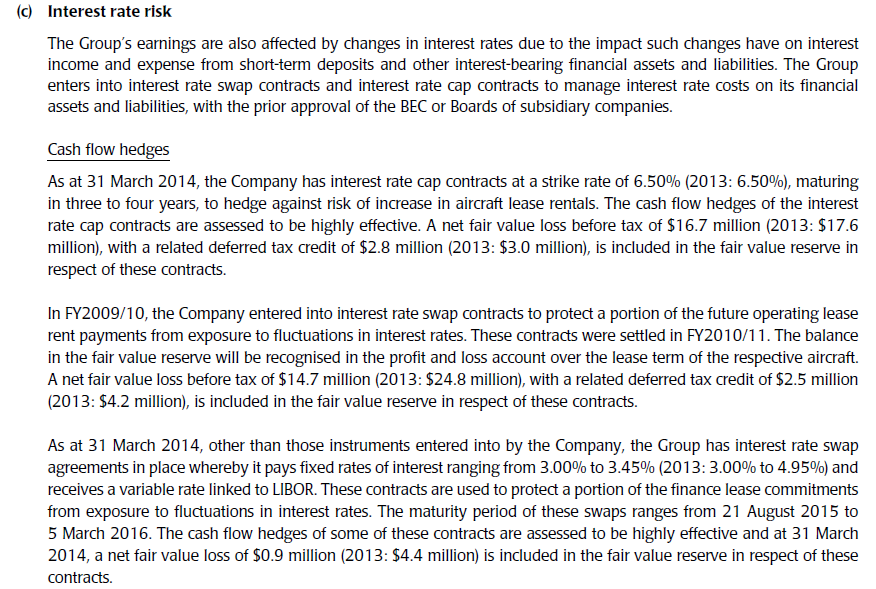 (c) Interest rate risk
The Group's earnings are also affected by changes in interest rates due to the impact such changes have on interest
income and expense from short-term deposits and other interest-bearing financial assets and liabilities. The Group
enters into interest rate swap contracts and interest rate cap contracts to manage interest rate costs on its financial
assets and liabilities, with the prior approval of the BEC or Boards of subsidiary companies.
Cash flow hedges
As at 31 March 2014, the Company has interest rate cap contracts at a strike rate of 6.50% (2013: 6.50%), maturing
in three to four years, to hedge against risk of increase in aircraft lease rentals. The cash flow hedges of the interest
rate cap contracts are assessed to be highly effective. A net fair value loss before tax of $16.7 million (2013: $17.6
million), with a related deferred tax credit of $2.8 million (2013: $3.0 million), is included in the fair value reserve in
respect of these contracts.
In FY2009/10, the Company entered into interest rate swap contracts to protect a portion of the future operating lease
rent payments from exposure to fluctuations in interest rates. These contracts were settled in FY2010/11. The balance
in the fair value reserve will be recognised in the profit and loss account over the lease term of the respective aircraft.
A net fair value loss before tax of $14.7 million (2013: $24.8 million), with a related deferred tax credit of $2.5 million
(2013: $4.2 million), is included in the fair value reserve in respect of these contracts.
As at 31 March 2014, other than those instruments entered into by the Company, the Group has interest rate swap
agreements in place whereby it pays fixed rates of interest ranging from 3.00% to 3.45% (2013: 3.00% to 4.95%) and
receives a variable rate linked to LIBOR. These contracts are used to protect a portion of the finance lease commitments
from exposure to fluctuations in interest rates. The maturity period of these swaps ranges from 21 August 2015 to
5 March 2016. The cash flow hedges of some of these contracts are assessed to be highly effective and at 31 March
2014, a net fair value loss of $0.9 million (2013: $4.4 million) is included in the fair value reserve in respect of these
contracts.